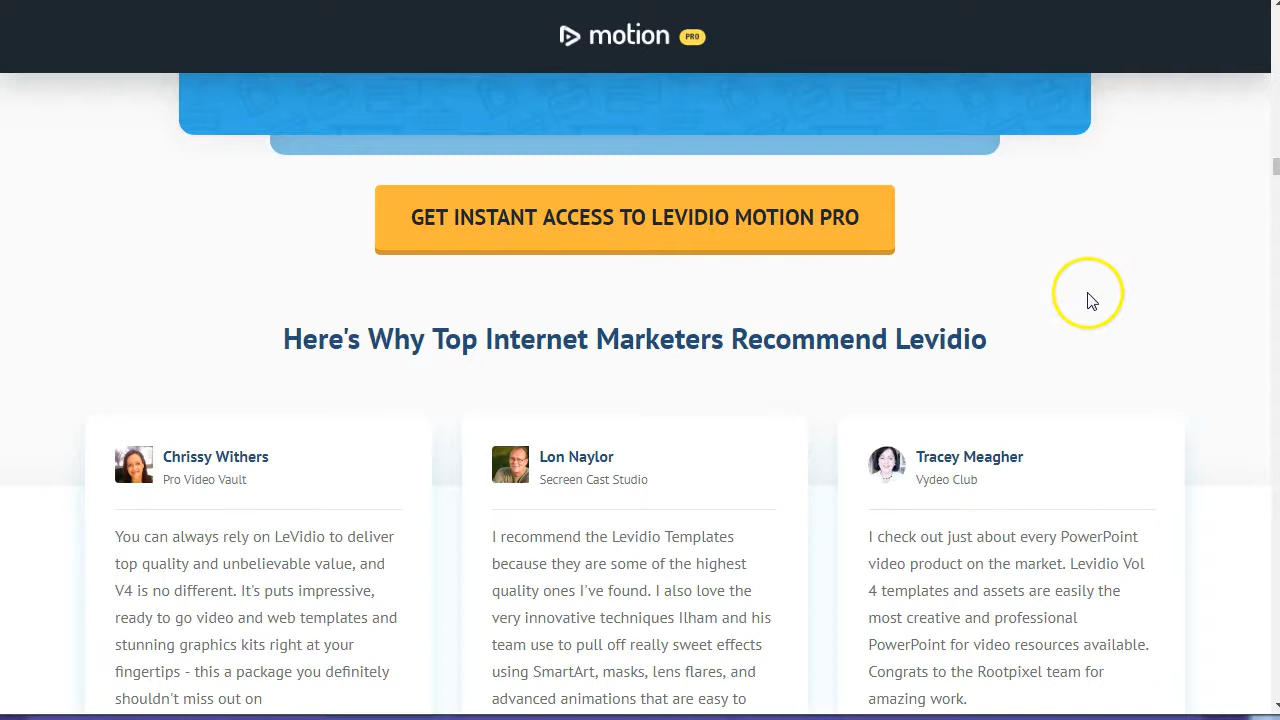 motion PRO
GET INSTANT ACCESS TO LEVIDIO MOTION PRO
Here's Why Top Internet Marketers Recommend Levidio
Chrissy Withers
Pro Video Vault
You can always rely on LeVidio to deliver
top quality and unbelievable value, and
V4 is no different. It's puts impressive,
ready to go video and web templates and
stunning graphics kits right at your
fingertips - this a package you definitely
shouldn't miss out on
Lon Naylor
Secreen Cast Studio
I recommend the Levidio Templates
because they are some of the highest
quality ones I've found. I also love the
very innovative techniques Ilham and his
team use to pull off really sweet effects
using SmartArt, masks, lens flares, and
advanced animations that are easy to
Tracey Meagher
Vydeo Club
I check out just about every PowerPoint
video product on the market. Levidio Vol
4 templates and assets are easily the
most creative and professional
PowerPoint for video resources available.
Congrats to the Rootpixel team for
amazing work.